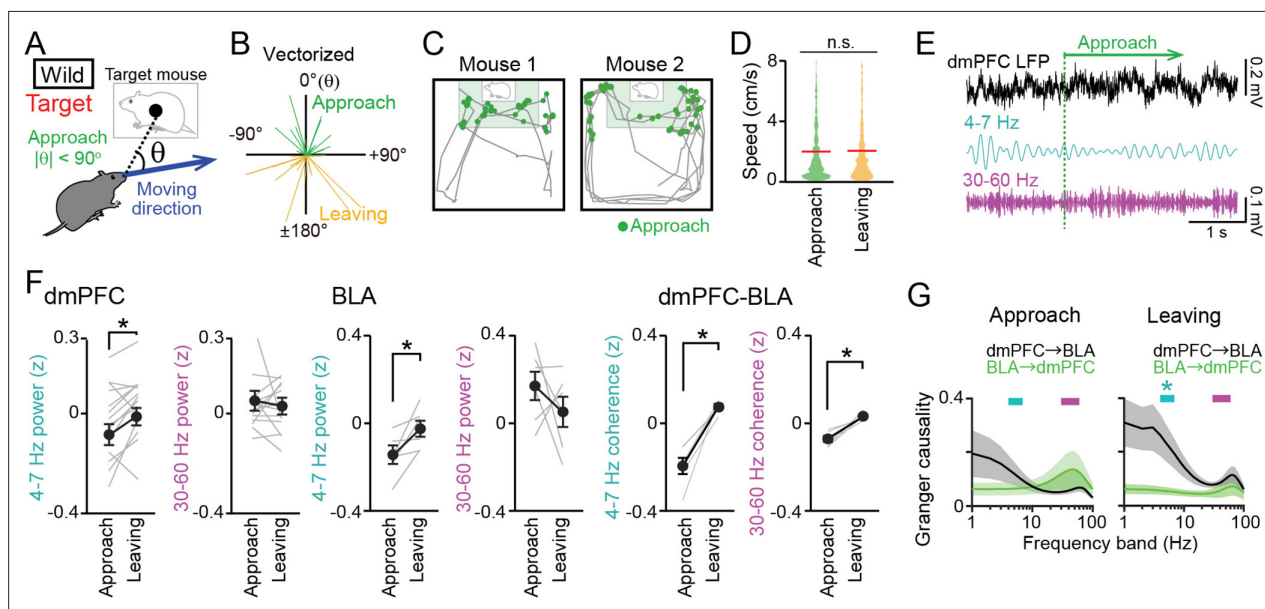 A
Wild
Target
Target mouse
Approach
|θ| < 90°
θ
Moving
direction
B
Vectorized
0° (θ)
Approach
-90°
+90°
Leaving
±180°
C
Mouse 1
Mouse 2
Approach
D
n.s.
Speed (cm/s)
8
4
0
Approach
Leaving
E
Approach
dmPFC LFP
0.2 mV
4-7 Hz
30-60 Hz
0.1 mV
1 s
F
dmPFC
BLA
dmPFC-BLA
4-7 Hz power (z)
0.3
0
-0.4
*
Approach
Leaving
30-60 Hz power (z)
0.3
0
-0.4
Approach
Leaving
4-7 Hz power (z)
0.4
0
-0.4
*
Approach
Leaving
30-60 Hz power (z)
0.4
0
-0.4
Approach
Leaving
4-7 Hz coherence (z)
0.4
0
-0.4
*
Approach
Leaving
30-60 Hz coherence (z)
0.4
0
-0.4
*
Approach
Leaving
G
Approach
Leaving
dmPFC→BLA
BLA→dmPFC
dmPFC→BLA
BLA→dmPFC
*
Granger causality
0.4
0
1
10
100
1
10
100
Frequency band (Hz)